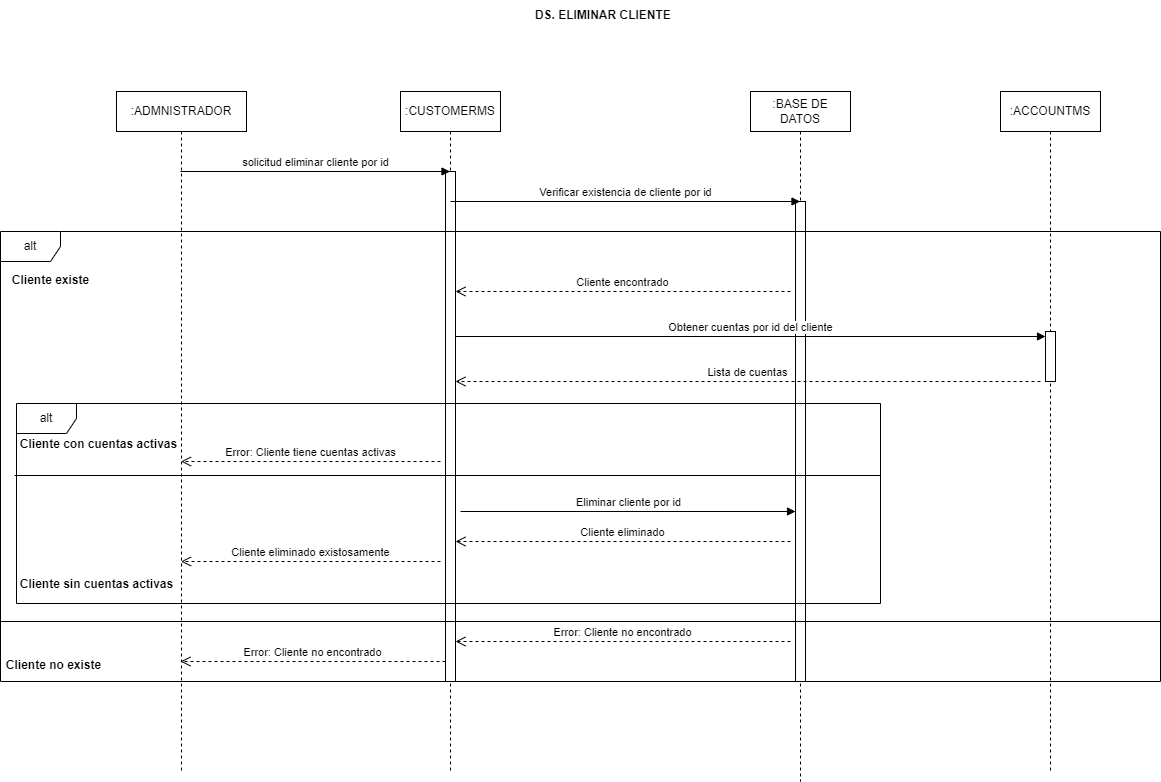 DS. ELIMINAR CLIENTE
:ADMNISTRADOR
:CUSTOMERMS
:BASE DE
DATOS
:ACCOUNTMS
solicitud eliminar cliente por id
Verificar existencia de cliente por id
alt
Cliente existe
Cliente encontrado
Obtener cuentas por id del cliente
Lista de cuentas
alt
Cliente con cuentas activas
Error: Cliente tiene cuentas activas
Eliminar cliente por id
Cliente eliminado
Cliente eliminado existosamente
Cliente sin cuentas activas
Error: Cliente no encontrado
Error: Cliente no encontrado
Cliente no existe